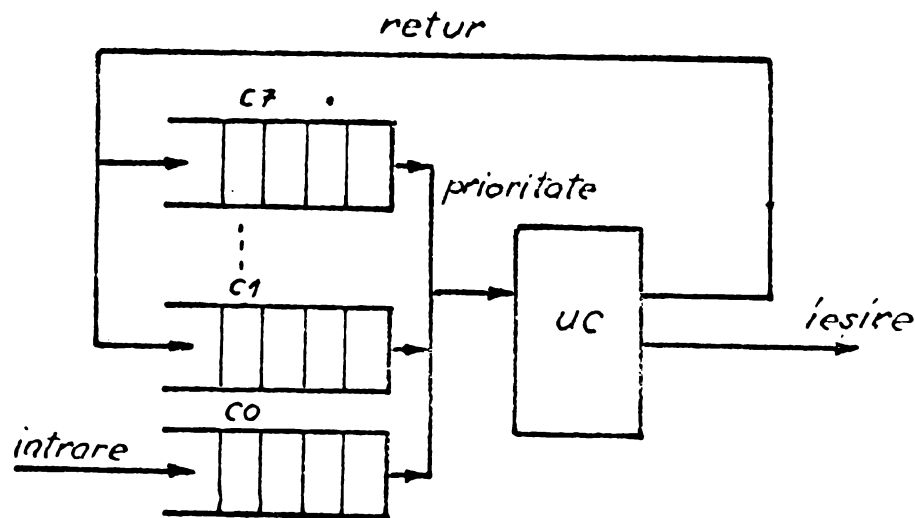 retur
C7
prioritate
C1
UC
iesire
C0
intrare